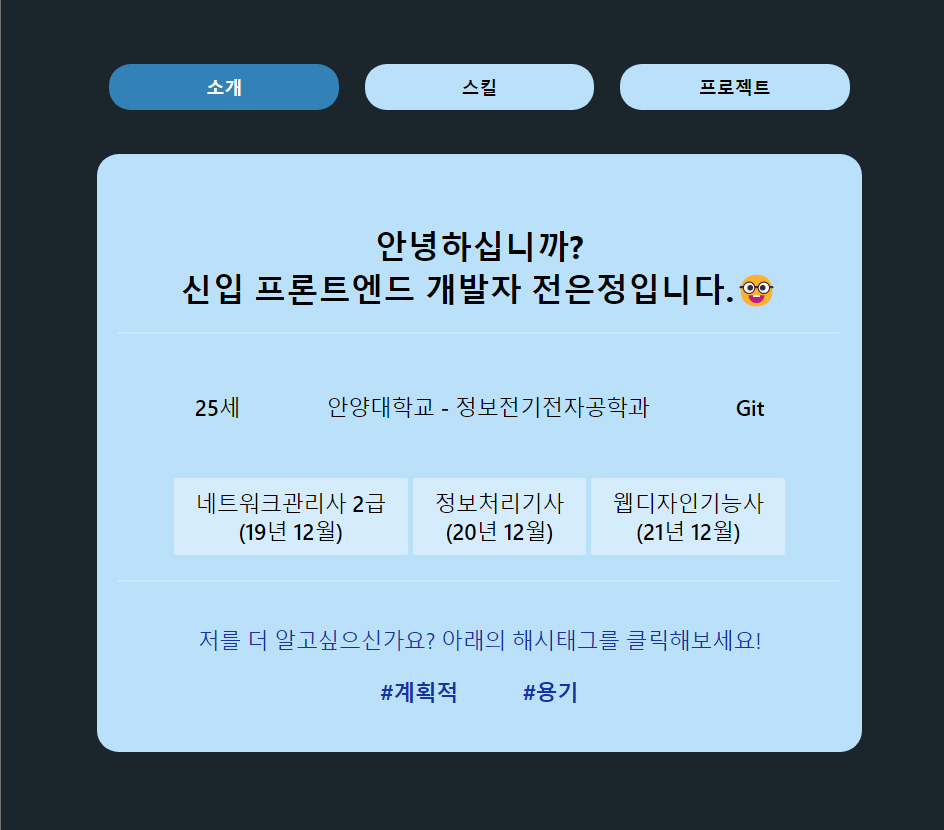 소개 스킬 프로젝트
안녕하십니까?
신입 프론트엔드 개발자 전은정입니다.🤓
25세 안양대학교 - 정보전기전자공학과 Git
네트워크관리사 2급 정보처리기사 웹디자인기능사
(19년 12월) (20년 12월) (21년 12월)
저를 더 알고싶으신가요? 아래의 해시태그를 클릭해보세요!
#계획적 #용기